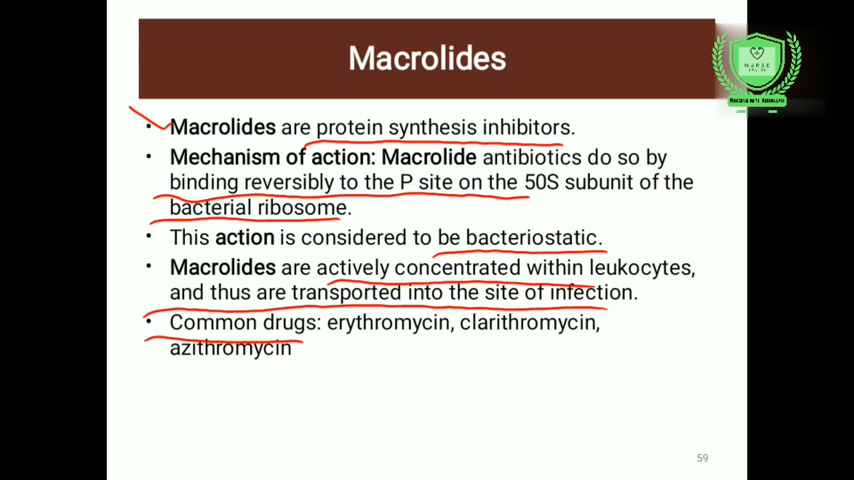 Macrolides
NURSE
• Macrolides are protein synthesis inhibitors.
• Mechanism of action: Macrolide antibiotics do so by
binding reversibly to the P site on the 50S subunit of the
bacterial ribosome.
• This action is considered to be bacteriostatic.
• Macrolides are actively concentrated within leukocytes,
and thus are transported into the site of infection.
• Common drugs: erythromycin, clarithromycin,
azithromycin
59